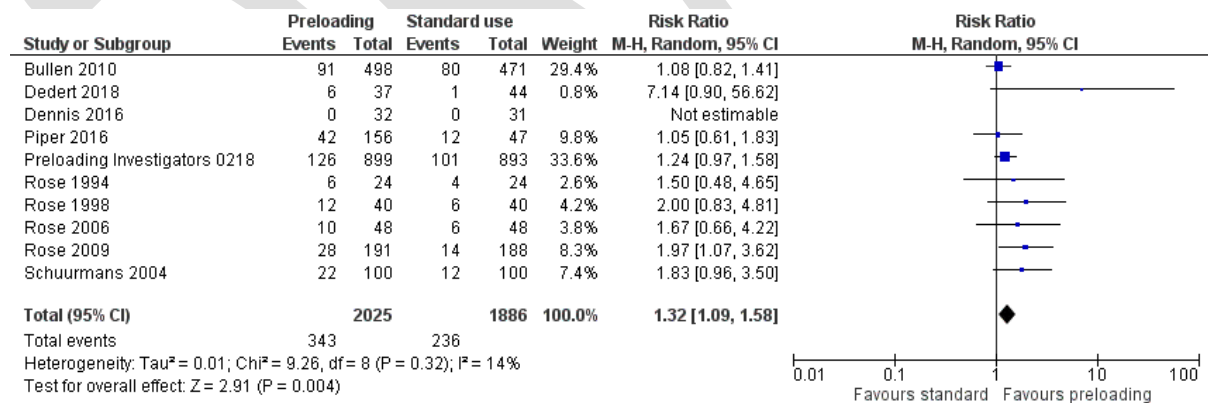 Preloading Standard use Risk Ratio Risk Ratio
Study or Subgroup Events Total Events Total Weight M-H, Random, 95% CI M-H, Random, 95% CI
Bullen 2010 91 498 80 471 29.4% 1.08 [0.82, 1.41]
Dedert 2018 6 37 1 44 0.8% 7.14 [0.90, 56.62]
Dennis 2016 0 32 0 31 Not estimable
Piper 2016 42 156 12 47 9.8% 1.05 [0.61, 1.83]
Preloading Investigators 0218 126 899 101 893 33.6% 1.24 [0.97, 1.58]
Rose 1994 6 24 4 24 2.6% 1.50 [0.48, 4.65]
Rose 1998 12 40 6 40 4.2% 2.00 [0.83, 4.81]
Rose 2006 10 48 6 48 3.8% 1.67 [0.66, 4.22]
Rose 2009 28 191 14 188 8.3% 1.97 [1.07, 3.62]
Schuurmans 2004 22 100 12 100 7.4% 1.83 [0.96, 3.50]
Total (95% CI) 2025 1886 100.0% 1.32 [1.09, 1.58]
Total events 343 236
Heterogeneity: Tau² = 0.01; Chi² = 9.26, df = 8 (P = 0.32); I² = 14%
Test for overall effect: Z = 2.91 (P = 0.004)
0.01 0.1 1 10 100
Favours standard Favours preloading